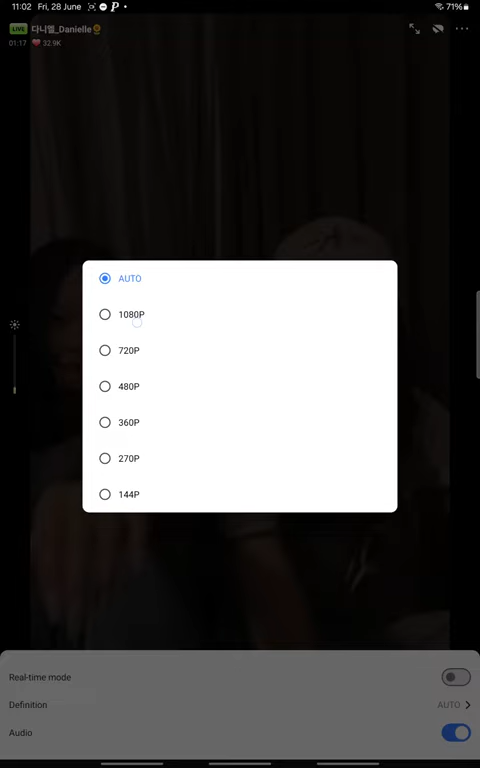 11:02 Fri, 28 June 71%
LIVE 다니엘_Danielle🌻
01:17 32.9K
AUTO
1080P
720P
480P
360P
270P
144P
Real-time mode
Definition AUTO
Audio